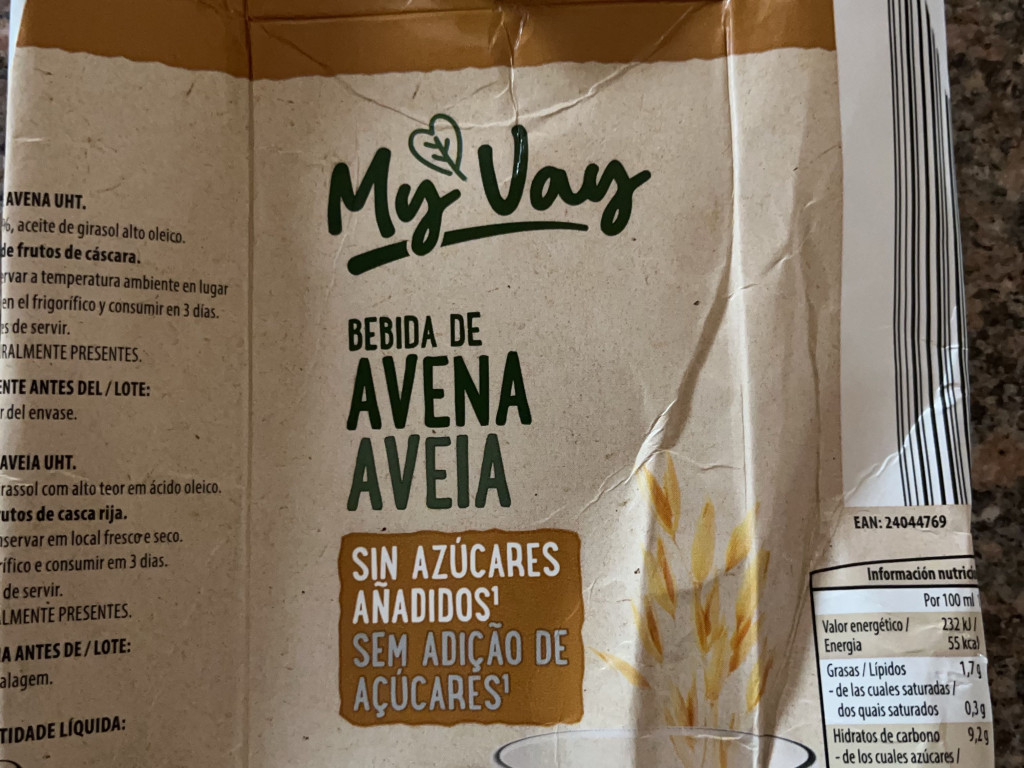 AVENA UHT.
%, aceite de girasol alto oleico.
de frutos de cáscara.
ervar a temperatura ambiente en lugar
en el frigorífico y consumir en 3 días.
es de servir.
RALMENTE PRESENTES.
ENTE ANTES DEL / LOTE:
r del envase.
AVEIA UHT.
rassol com alto teor em ácido oleico.
rutos de casca rija.
nservar em local fresco e seco.
rífico e consumir em 3 dias.
de servir.
ALMENTE PRESENTES.
A ANTES DE / LOTE:
alagem.
TIDADE LÍQUIDA:
My Vay
BEBIDA DE
AVENA
AVEIA
SIN AZÚCARES
AÑADIDOS¹
SEM ADIÇÃO DE
AÇÚCARES¹
EAN: 24044769
Información nutrici
Por 100 ml
Valor energético / 232 kJ /
Energia 55 kcal
Grasas / Lípidos 1,7 g
- de las cuales saturadas /
dos quais saturados 0,3 g
Hidratos de carbono 9,2 g
- de los cuales azúcares /